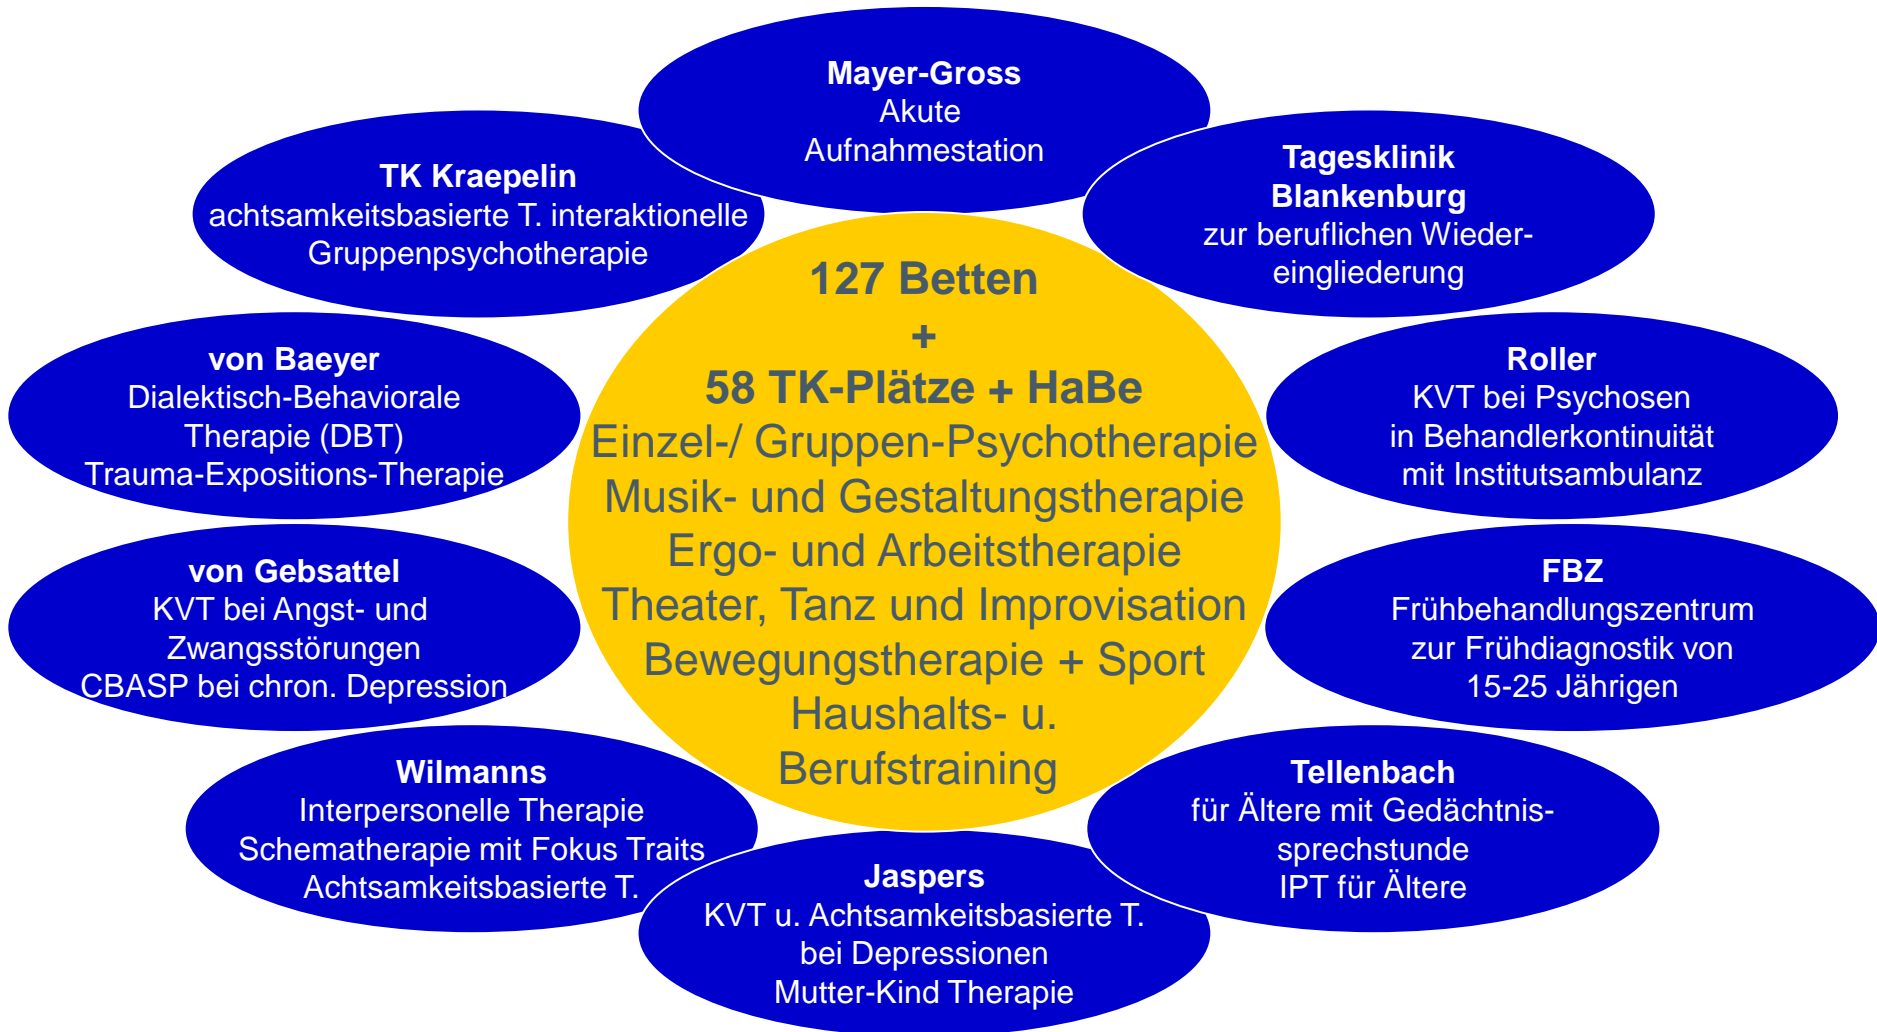 Mayer-Gross
Akute
Aufnahmestation
Tagesklinik
Blankenburg
zur beruflichen Wieder-
eingliederung
Roller
KVT bei Psychosen
in Behandlerkontinuität
mit Institutsambulanz
FBZ
Frühbehandlungszentrum
zur Frühdiagnostik von
15-25 Jährigen
Tellenbach
für Ältere mit Gedächtnis-
sprechstunde
IPT für Ältere
Jaspers
KVT u. Achtsamkeitsbasierte T.
bei Depressionen
Mutter-Kind Therapie
Wilmanns
Interpersonelle Therapie
Schematherapie mit Fokus Traits
Achtsamkeitsbasierte T.
von Gebsattel
KVT bei Angst- und
Zwangsstörungen
CBASP bei chron. Depression
von Baeyer
Dialektisch-Behaviorale
Therapie (DBT)
Trauma-Expositions-Therapie
TK Kraepelin
achtsamkeitsbasierte T. interaktionelle
Gruppenpsychotherapie
127 Betten
+
58 TK-Plätze + HaBe
Einzel-/ Gruppen-Psychotherapie
Musik- und Gestaltungstherapie
Ergo- und Arbeitstherapie
Theater, Tanz und Improvisation
Bewegungstherapie + Sport
Haushalts- u.
Berufstraining